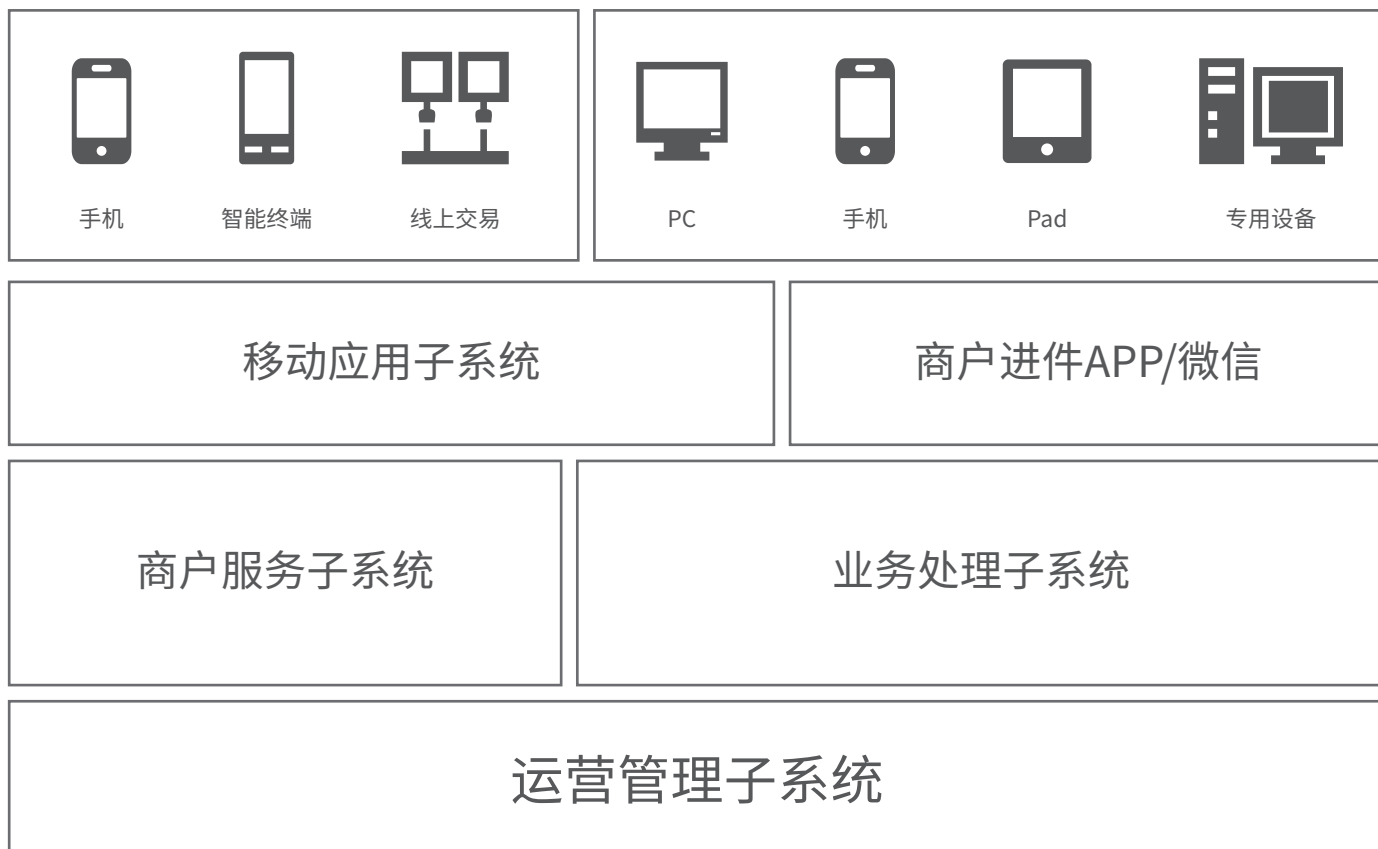 手机
智能终端
线上交易
PC
手机
Pad
专用设备
移动应用子系统
商户进件APP/微信
商户服务子系统
业务处理子系统
运营管理子系统